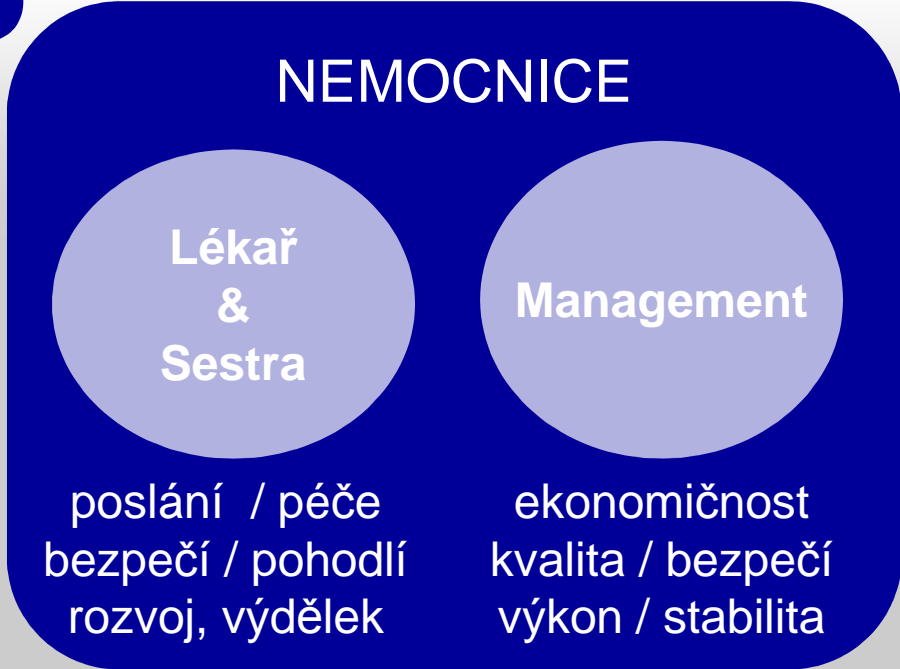 NEMOCNICE
Lékař
&
Sestra
Management
poslání / péče
bezpečí / pohodlí
rozvoj, výdělek
ekonomičnost
kvalita / bezpečí
výkon / stabilita